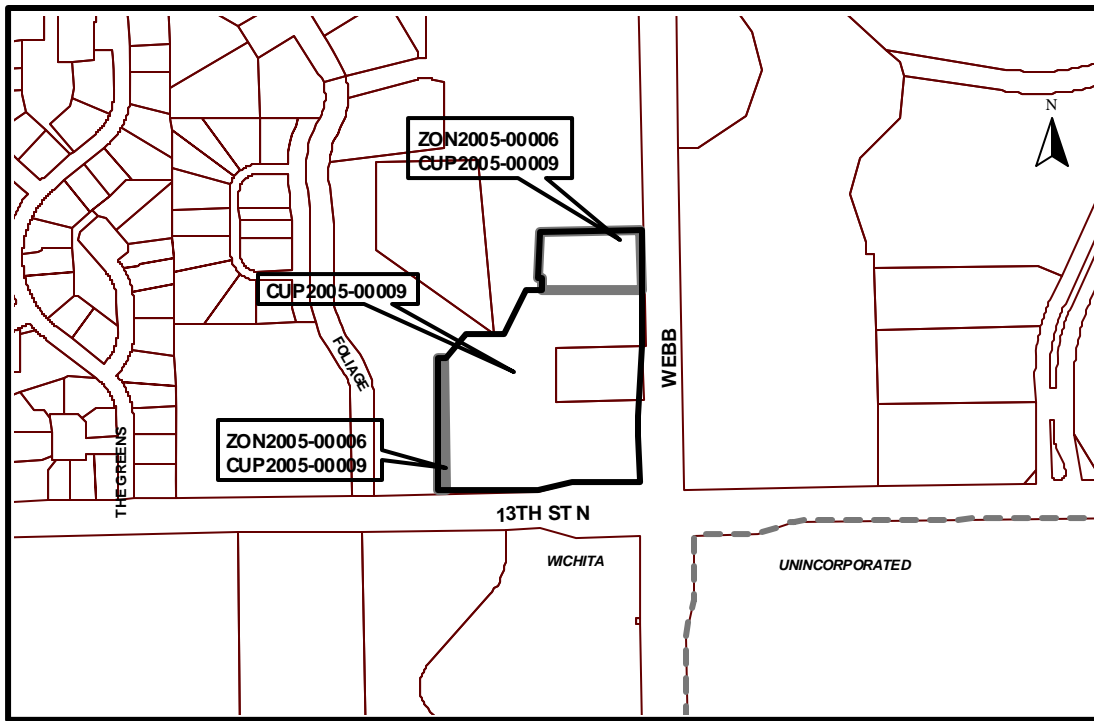 N
ZON2005-00006
CUP2005-00009
CUP2005-00009
FOLIAGE
WEBB
ZON2005-00006
CUP2005-00009
THE GREENS
13TH ST N
WICHITA
UNINCORPORATED